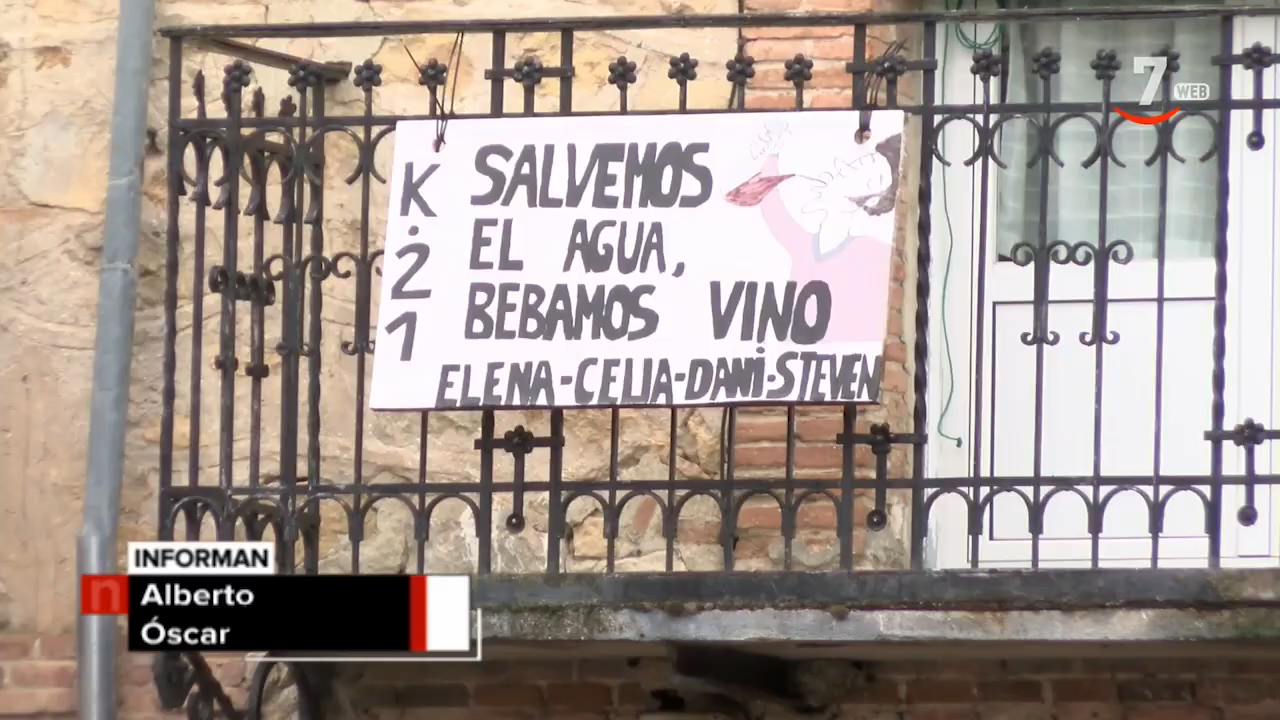 7 WEB
K.21
SALVEMOS
EL AGUA,
BEBAMOS VINO
ELENA-CELIA-DANi-STEVEN
INFORMAN
n
Alberto
Óscar